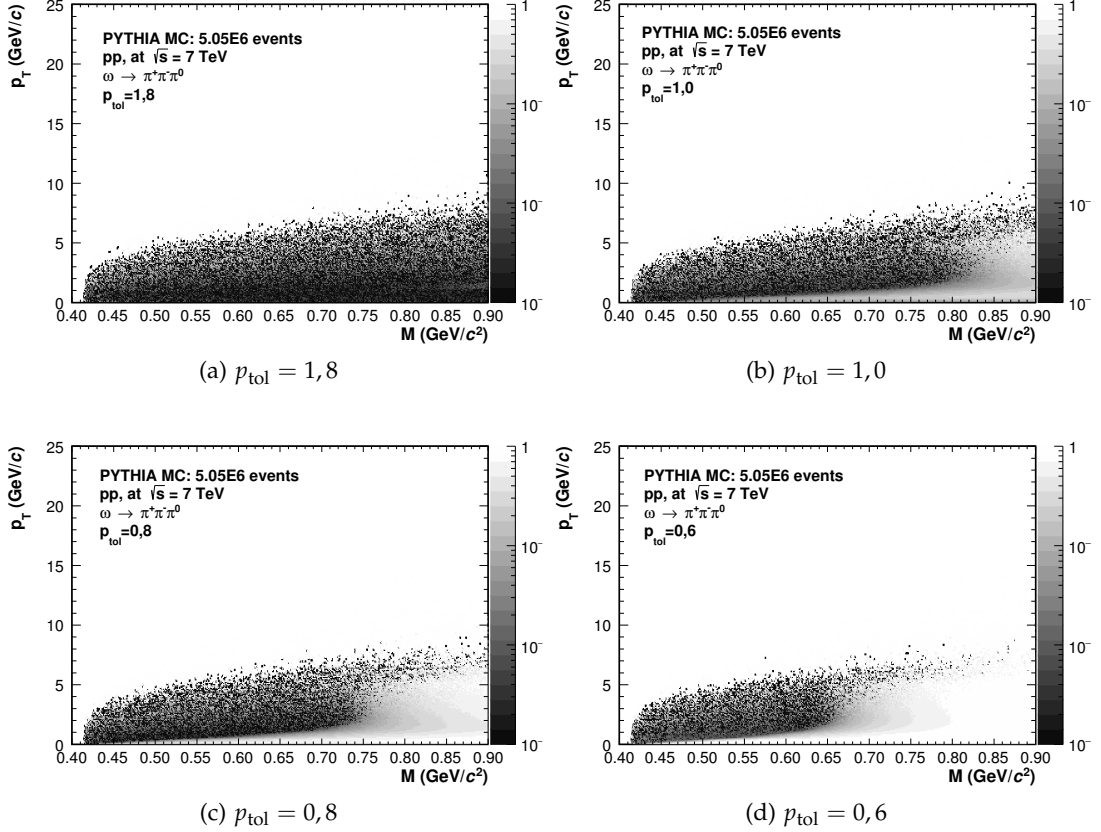 p_T (GeV/c)
25
20
15
10
5
0
PYTHIA MC: 5.05E6 events
pp, at √s = 7 TeV
ω → π⁺π⁻π⁰
p_tol=1,8
0.40 0.45 0.50 0.55 0.60 0.65 0.70 0.75 0.80 0.85 0.90
M (GeV/c²)
1
10⁻
10⁻
10⁻
(a) p_tol = 1, 8
p_T (GeV/c)
25
20
15
10
5
0
PYTHIA MC: 5.05E6 events
pp, at √s = 7 TeV
ω → π⁺π⁻π⁰
p_tol=1,0
0.40 0.45 0.50 0.55 0.60 0.65 0.70 0.75 0.80 0.85 0.90
M (GeV/c²)
1
10⁻
10⁻
10⁻
(b) p_tol = 1, 0
p_T (GeV/c)
25
20
15
10
5
0
PYTHIA MC: 5.05E6 events
pp, at √s = 7 TeV
ω → π⁺π⁻π⁰
p_tol=0,8
0.40 0.45 0.50 0.55 0.60 0.65 0.70 0.75 0.80 0.85 0.90
M (GeV/c²)
1
10⁻
10⁻
10⁻
(c) p_tol = 0, 8
p_T (GeV/c)
25
20
15
10
5
0
PYTHIA MC: 5.05E6 events
pp, at √s = 7 TeV
ω → π⁺π⁻π⁰
p_tol=0,6
0.40 0.45 0.50 0.55 0.60 0.65 0.70 0.75 0.80 0.85 0.90
M (GeV/c²)
1
10⁻
10⁻
10⁻
(d) p_tol = 0, 6